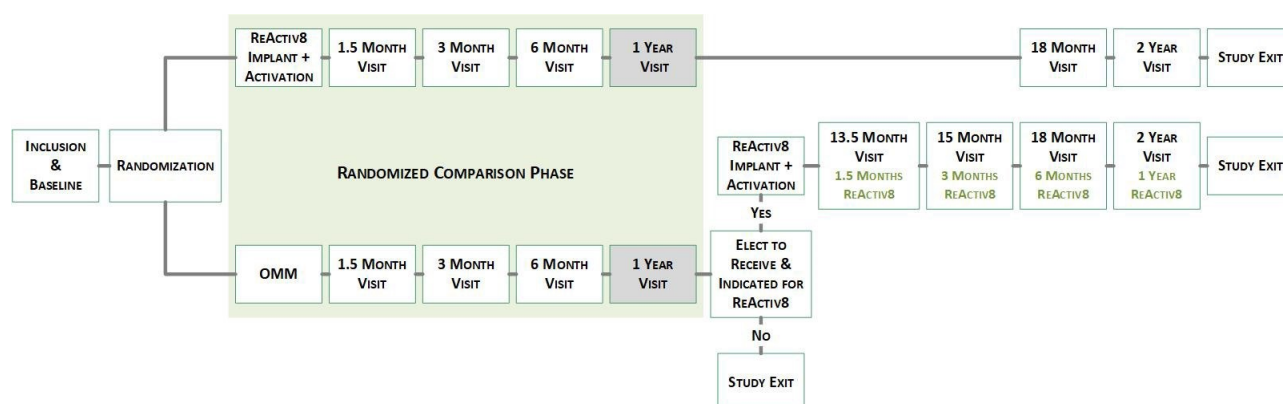 ReActiv8
Implant +
Activation
1.5 Month
Visit
3 Month
Visit
6 Month
Visit
1 Year
Visit
18 Month
Visit
2 Year
Visit
Study Exit
Inclusion
&
Baseline
Randomization
Randomized Comparison Phase
ReActiv8
Implant +
Activation
13.5 Month
Visit
1.5 Months
ReActiv8
15 Month
Visit
3 Months
ReActiv8
18 Month
Visit
6 Months
ReActiv8
2 Year
Visit
1 Year
ReActiv8
Study Exit
Yes
OMM
1.5 Month
Visit
3 Month
Visit
6 Month
Visit
1 Year
Visit
Elect to
Receive &
Indicated for
ReActiv8
No
Study Exit